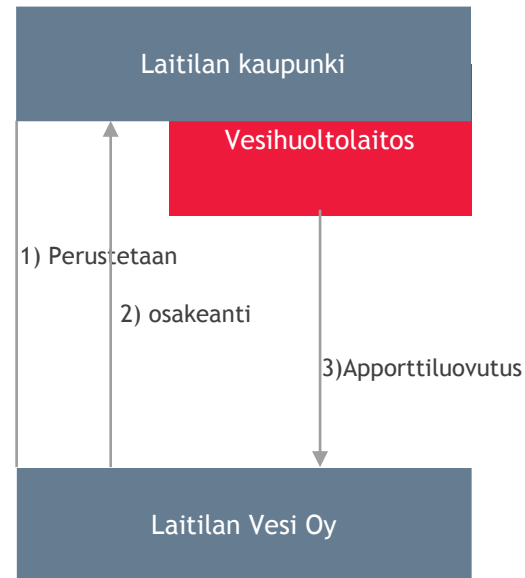 Laitilan kaupunki
Vesihuoltolaitos
1) Perustetaan
2) osakeanti
3)Apporttiluovutus
Laitilan Vesi Oy